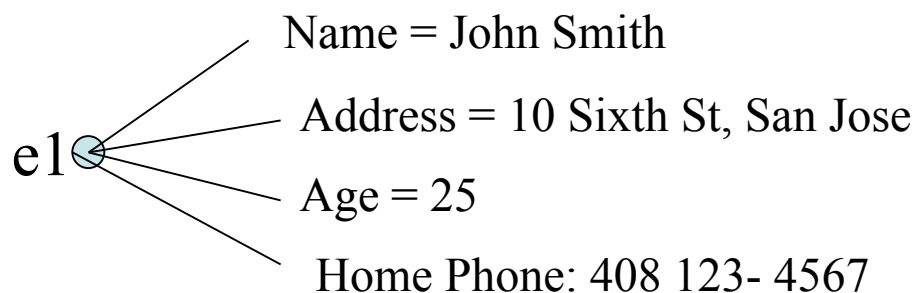 Name = John Smith
Address = 10 Sixth St, San Jose
e1
Age = 25
Home Phone: 408 123- 4567